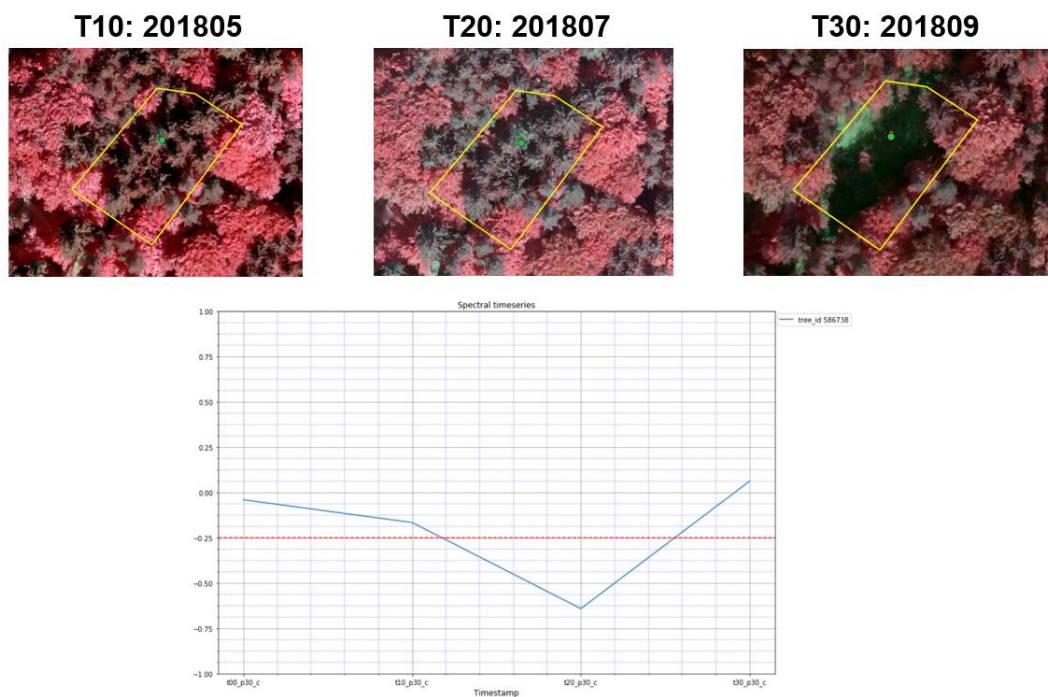 T10: 201805 T20: 201807 T30: 201809
Spectral timeseries
tree_id 586738
1.00
0.75
0.50
0.25
0.00
−0.25
−0.50
−0.75
−1.00
t00_p30_c t10_p30_c t20_p30_c t30_p30_c
Timestamp